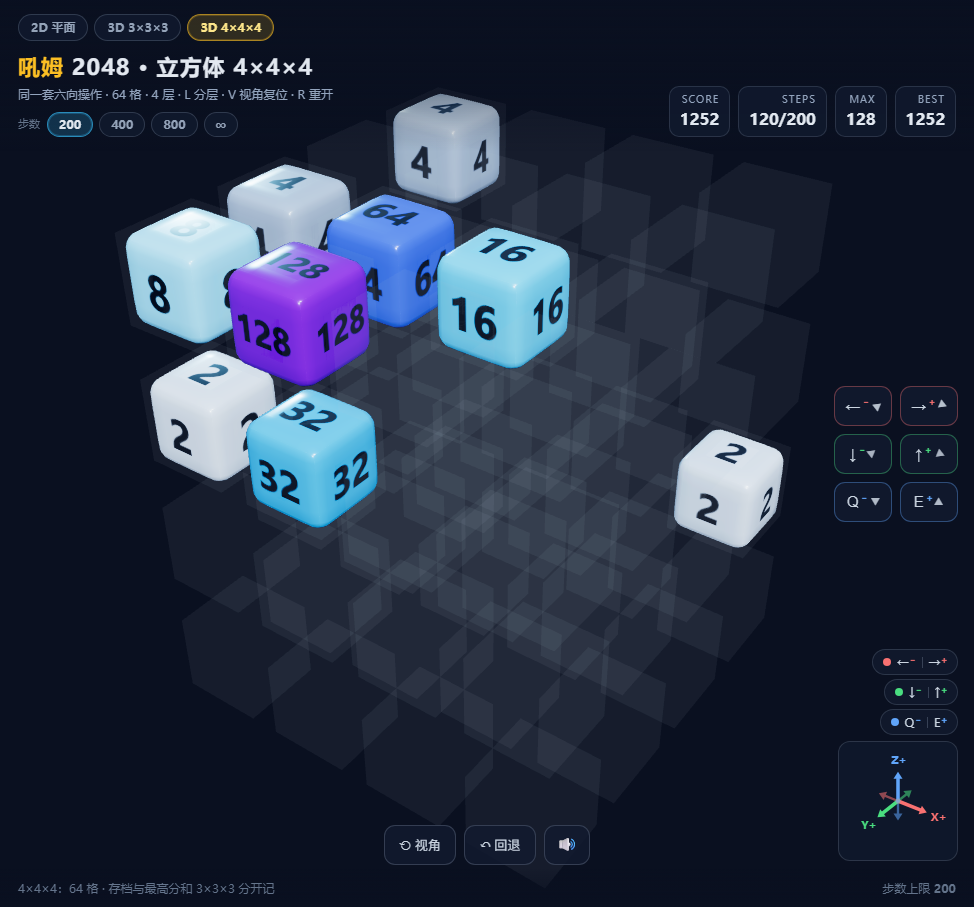 2D 平面 3D 3×3×3 3D 4×4×4
吼姆 2048 · 立方体 4×4×4
同一套六向操作 · 64 格 · 4 层 · L 分层 · V 视角复位 · R 重开
步数 200 400 800 ∞
SCORE STEPS MAX BEST
1252 120/200 128 1252
4
4 4
4
64
8
16
8
128
4 64
16 16
128 128
2
2 2
32
32 32
2
2 2
←⁻▼ →⁺▲
↓⁻▼ ↑⁺▲
Q⁻▼ E⁺▲
←⁻ | →⁺
↓⁻ | ↑⁺
Q⁻ | E⁺
Z+
X+
Y+
视角 回退
4×4×4: 64 格 · 存档与最高分和 3×3×3 分开记
步数上限 200